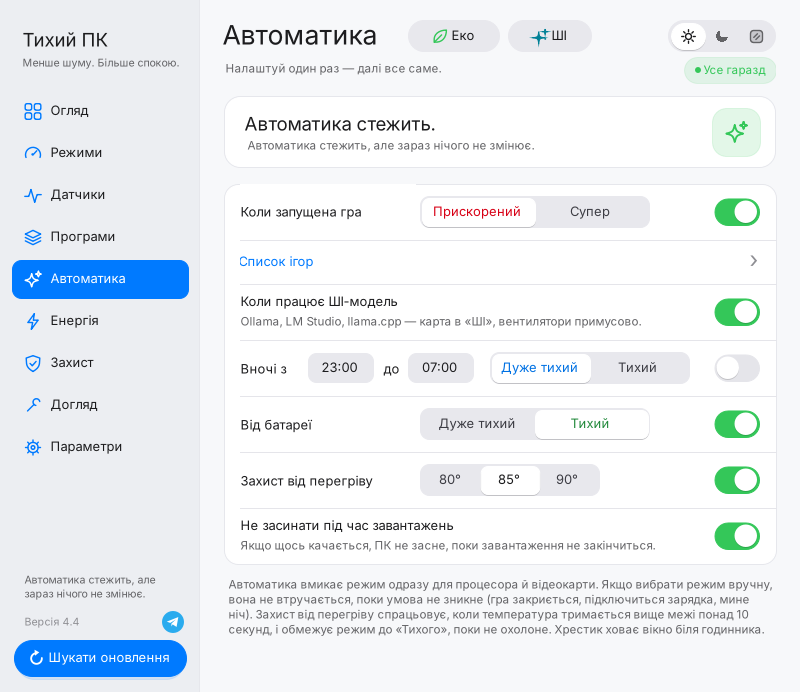 Тихий ПК
Менше шуму. Більше спокою.
Огляд
Режими
Датчики
Програми
Автоматика
Енергія
Захист
Догляд
Параметри
Автоматика стежить, але
зараз нічого не змінює.
Версія 4.4
Шукати оновлення
Автоматика
Еко
ШІ
Налаштуй один раз — далі все саме.
Усе гаразд
Автоматика стежить.
Автоматика стежить, але зараз нічого не змінює.
Коли запущена гра
Прискорений
Супер
Список ігор
Коли працює ШІ-модель
Ollama, LM Studio, llama.cpp — карта в «ШІ», вентилятори примусово.
Вночі з
23:00
до
07:00
Дуже тихий
Тихий
Від батареї
Дуже тихий
Тихий
Захист від перегріву
80°
85°
90°
Не засинати під час завантажень
Якщо щось качається, ПК не засне, поки завантаження не закінчиться.
Автоматика вмикає режим одразу для процесора й відеокарти. Якщо вибрати режим вручну,
вона не втручається, поки умова не зникне (гра закриється, підключиться зарядка, мине
ніч). Захист від перегріву спрацьовує, коли температура тримається вище межі понад 10
секунд, і обмежує режим до «Тихого», поки не охолоне. Хрестик ховає вікно біля годинника.